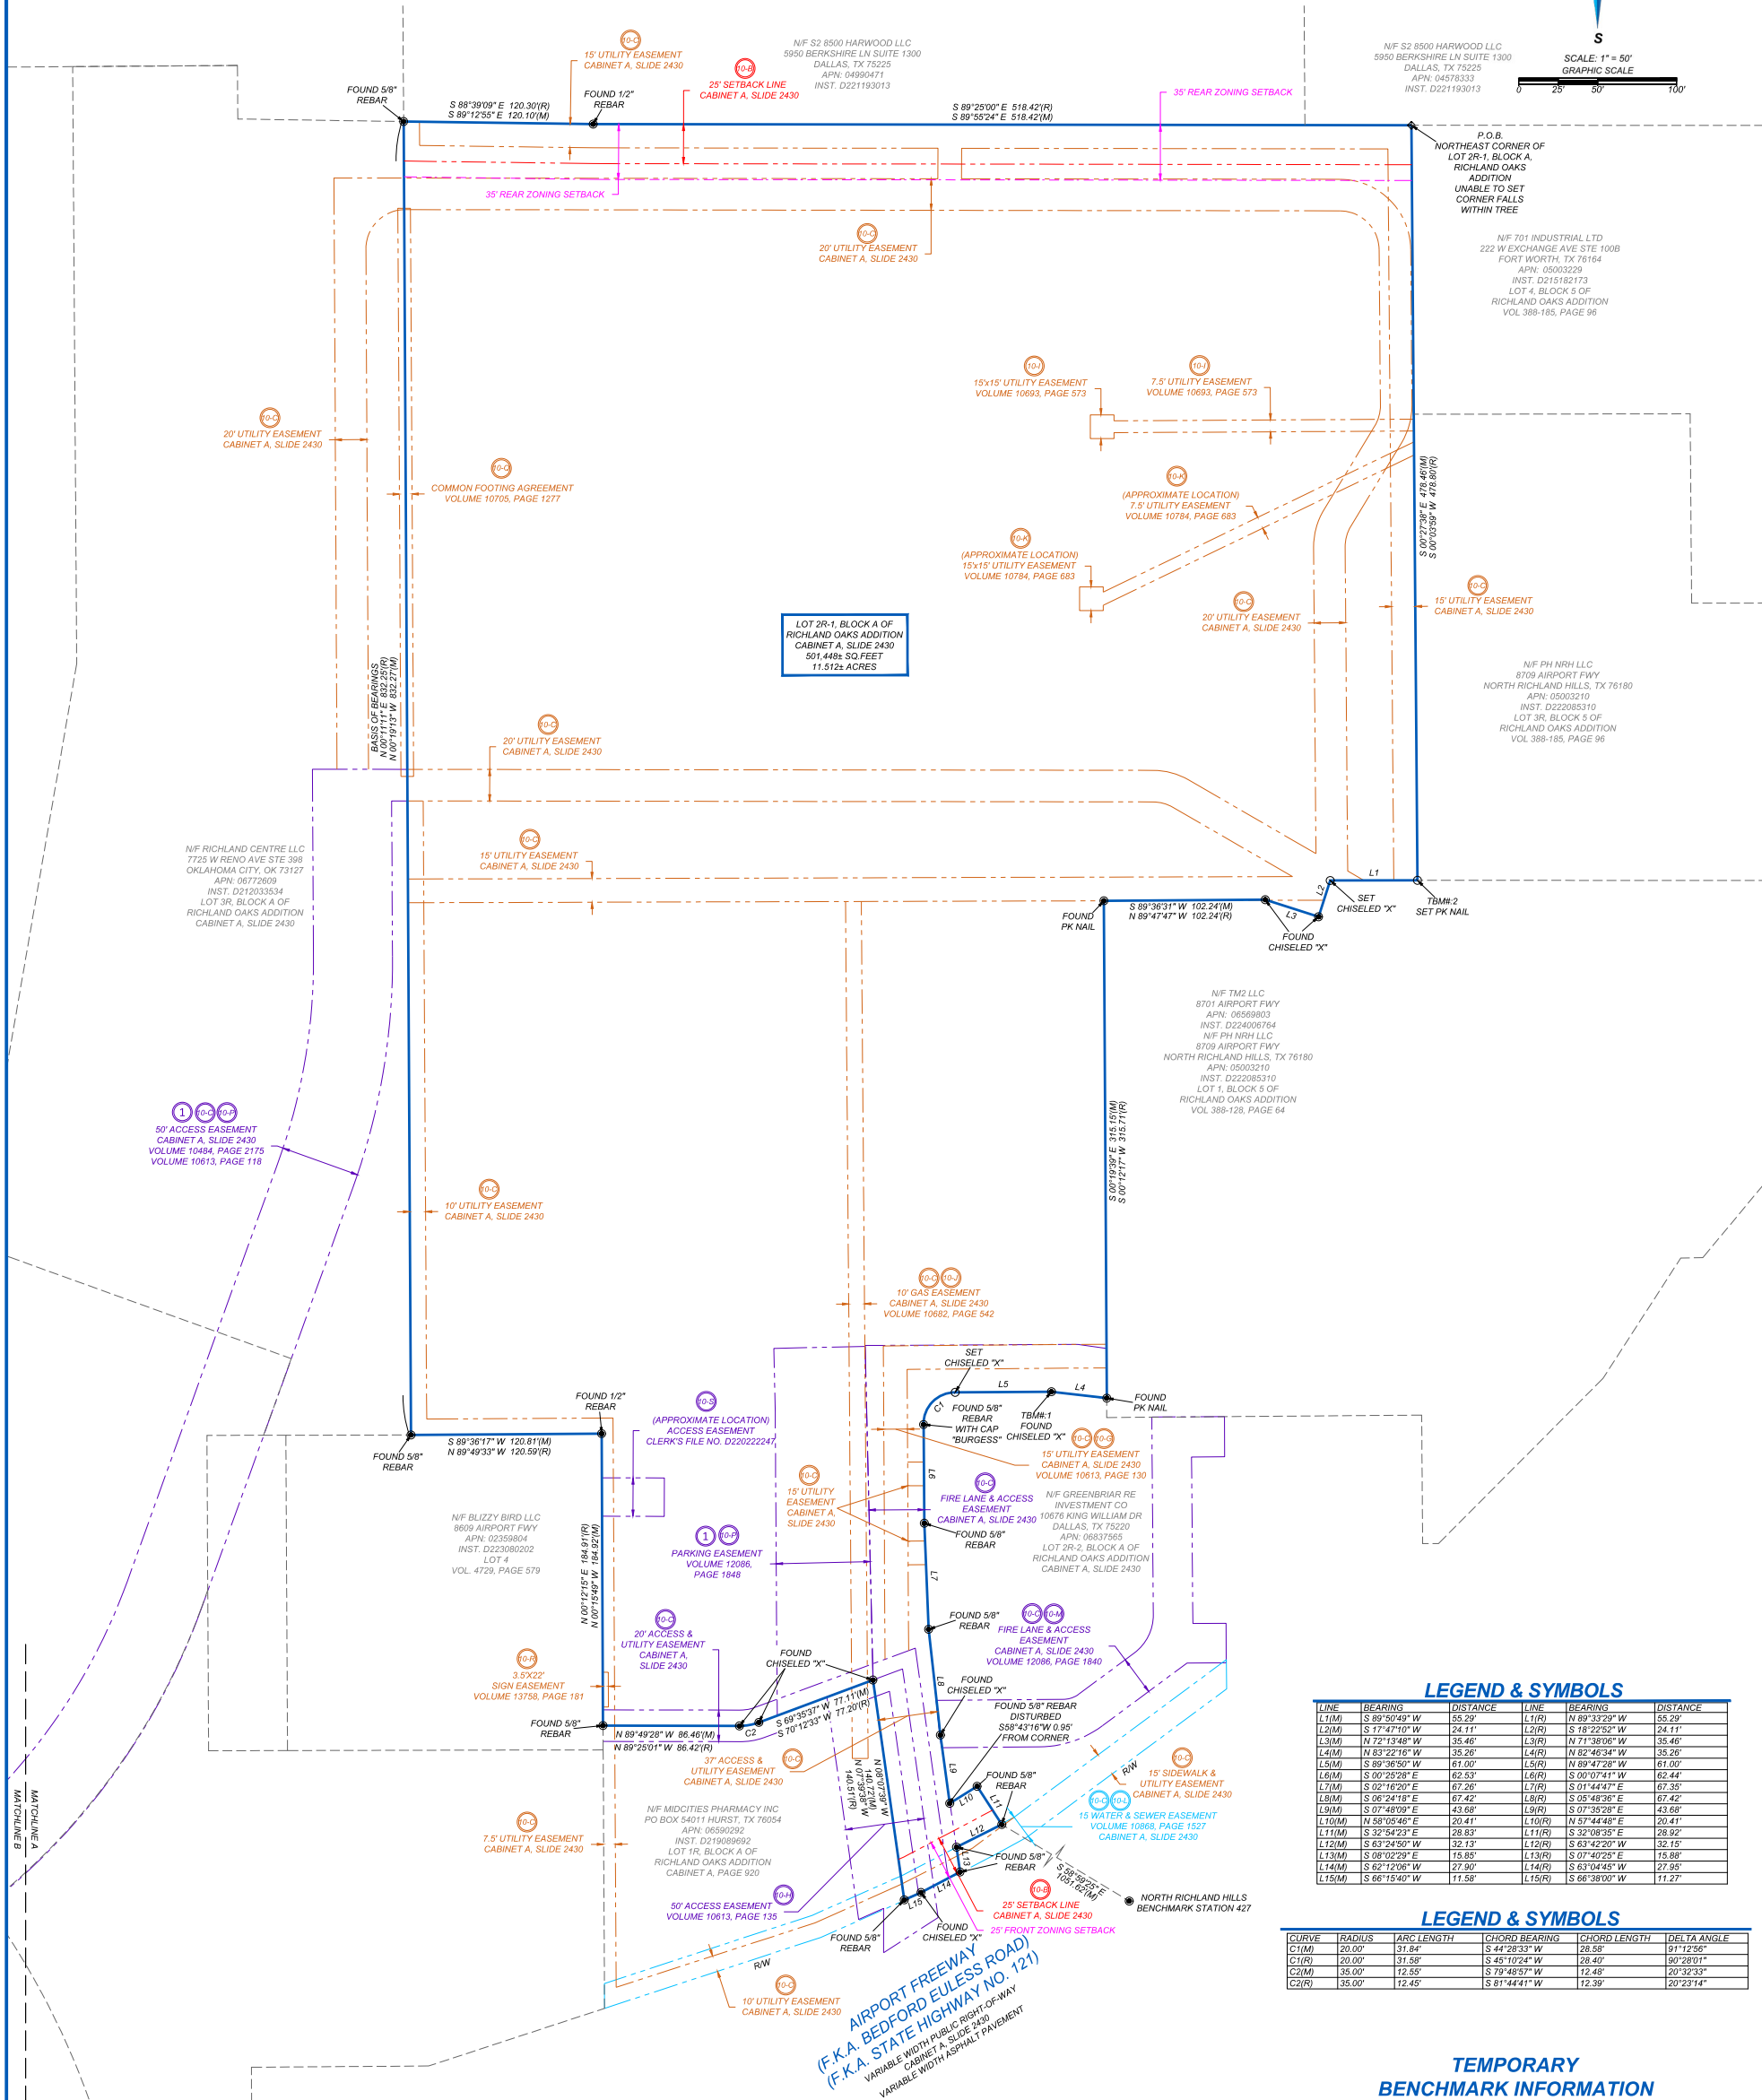 S
SCALE: 1" = 50'
GRAPHIC SCALE
0 25' 50' 100'
10-C
15' UTILITY EASEMENT
CABINET A, SLIDE 2430
10-B
25' SETBACK LINE
CABINET A, SLIDE 2430
N/F S2 8500 HARWOOD LLC
5950 BERKSHIRE LN SUITE 1300
DALLAS, TX 75225
APN: 04990471
INST. D221193013
N/F S2 8500 HARWOOD LLC
5950 BERKSHIRE LN SUITE 1300
DALLAS, TX 75225
APN: 04578333
INST. D221193013
FOUND 5/8"
REBAR
S 88°39'09" E 120.30'(R)
S 89°12'55" E 120.10'(M)
FOUND 1/2"
REBAR
35' REAR ZONING SETBACK
S 89°25'00" E 518.42'(R)
S 89°55'24" E 518.42'(M)
P.O.B.
NORTHEAST CORNER OF
LOT 2R-1, BLOCK A,
RICHLAND OAKS
ADDITION
UNABLE TO SET
CORNER FALLS
WITHIN TREE
35' REAR ZONING SETBACK
10-C
20' UTILITY EASEMENT
CABINET A, SLIDE 2430
N/F 701 INDUSTRIAL LTD
222 W EXCHANGE AVE STE 100B
FORT WORTH, TX 76164
APN: 05003229
INST. D215182173
LOT 4, BLOCK 5 OF
RICHLAND OAKS ADDITION
VOL 388-185, PAGE 96
10-I
15'x15' UTILITY EASEMENT
VOLUME 10693, PAGE 573
10-I
7.5' UTILITY EASEMENT
VOLUME 10693, PAGE 573
10-C
20' UTILITY EASEMENT
CABINET A, SLIDE 2430
10-Q
COMMON FOOTING AGREEMENT
VOLUME 10705, PAGE 1277
10-K
(APPROXIMATE LOCATION)
7.5' UTILITY EASEMENT
VOLUME 10784, PAGE 683
10-K
(APPROXIMATE LOCATION)
15'x15' UTILITY EASEMENT
VOLUME 10784, PAGE 683
S 00°27'38" E 478.46'(M)
S 00°03'59" W 478.80'(R)
10-C
20' UTILITY EASEMENT
CABINET A, SLIDE 2430
10-C
15' UTILITY EASEMENT
CABINET A, SLIDE 2430
LOT 2R-1, BLOCK A OF
RICHLAND OAKS ADDITION
CABINET A, SLIDE 2430
501,448± SQ.FEET
11.512± ACRES
BASIS OF BEARINGS
N 00°11'11" E 832.25'(R)
N 00°19'13" W 832.27'(M)
N/F PH NRH LLC
8709 AIRPORT FWY
NORTH RICHLAND HILLS, TX 76180
APN: 05003210
INST. D222085310
LOT 3R, BLOCK 5 OF
RICHLAND OAKS ADDITION
VOL 388-185, PAGE 96
10-C
20' UTILITY EASEMENT
CABINET A, SLIDE 2430
10-C
15' UTILITY EASEMENT
CABINET A, SLIDE 2430
N/F RICHLAND CENTRE LLC
7725 W RENO AVE STE 398
OKLAHOMA CITY, OK 73127
APN: 06772609
INST. D212033534
LOT 3R, BLOCK A OF
RICHLAND OAKS ADDITION
CABINET A, SLIDE 2430
L1
L2
L3
SET
CHISELED "X"
TBM#:2
SET PK NAIL
FOUND
PK NAIL
S 89°36'31" W 102.24'(M)
N 89°47'47" W 102.24'(R)
FOUND
CHISELED "X"
N/F TM2 LLC
8701 AIRPORT FWY
APN: 06569803
INST. D224006764
N/F PH NRH LLC
8709 AIRPORT FWY
NORTH RICHLAND HILLS, TX 76180
APN: 05003210
INST. D222085310
LOT 1, BLOCK 5 OF
RICHLAND OAKS ADDITION
VOL 388-128, PAGE 64
S 00°19'39" E 315.15'(M)
S 00°12'17" W 315.71'(R)
1 10-C 10-P
50' ACCESS EASEMENT
CABINET A, SLIDE 2430
VOLUME 10484, PAGE 2175
VOLUME 10613, PAGE 118
10-C
10' UTILITY EASEMENT
CABINET A, SLIDE 2430
10-C 10-J
10' GAS EASEMENT
CABINET A, SLIDE 2430
VOLUME 10682, PAGE 542
SET
CHISELED "X"
L5
L4
C1
FOUND
PK NAIL
FOUND 5/8"
REBAR
WITH CAP
"BURGESS"
TBM#:1
FOUND
CHISELED "X"
FOUND 1/2"
REBAR
10-S
(APPROXIMATE LOCATION)
ACCESS EASEMENT
CLERK'S FILE NO. D220222247
S 89°36'17" W 120.81'(M)
N 89°49'33" W 120.59'(R)
FOUND 5/8"
REBAR
10-C 10-G
15' UTILITY EASEMENT
CABINET A, SLIDE 2430
VOLUME 10613, PAGE 130
10-C
15' UTILITY
EASEMENT
CABINET A,
SLIDE 2430
L6
10-C
FIRE LANE & ACCESS
EASEMENT
CABINET A, SLIDE 2430
N/F GREENBRIAR RE
INVESTMENT CO
10676 KING WILLIAM DR
DALLAS, TX 75220
APN: 06837565
LOT 2R-2, BLOCK A OF
RICHLAND OAKS ADDITION
CABINET A, SLIDE 2430
FOUND 5/8"
REBAR
N/F BLIZZY BIRD LLC
8609 AIRPORT FWY
APN: 02359804
INST. D223080202
LOT 4
VOL. 4729, PAGE 579
N 00°12'15" E 184.91'(R)
N 00°15'49" W 184.92'(M)
1 10-P
PARKING EASEMENT
VOLUME 12086,
PAGE 1848
L7
FOUND 5/8"
REBAR
10-C 10-M
FIRE LANE & ACCESS
EASEMENT
CABINET A, SLIDE 2430
VOLUME 12086, PAGE 1840
10-C
20' ACCESS &
UTILITY EASEMENT
CABINET A,
SLIDE 2430
10-R
3.5'X22'
SIGN EASEMENT
VOLUME 13758, PAGE 181
FOUND
CHISELED "X"
L8
FOUND
CHISELED "X"
FOUND 5/8" REBAR
DISTURBED
S58°43'16"W 0.95'
FROM CORNER
FOUND 5/8"
REBAR
N 89°49'28" W 86.46'(M)
N 89°25'01" W 86.42'(R)
C2
S 69°35'37" W 77.11'(M)
S 70°12'33" W 77.20'(R)
10-C
37' ACCESS &
UTILITY EASEMENT
CABINET A, SLIDE 2430
N 08°07'39" W
140.72'(M)
N 07°39'38" W
140.51'(R)
L9
L10
L11
FOUND 5/8"
REBAR
R/W
10-C
15' SIDEWALK &
UTILITY EASEMENT
CABINET A, SLIDE 2430
10-C 10-L
15 WATER & SEWER EASEMENT
VOLUME 10868, PAGE 1527
CABINET A, SLIDE 2430
10-C
7.5' UTILITY EASEMENT
CABINET A, SLIDE 2430
N/F MIDCITIES PHARMACY INC
PO BOX 54011 HURST, TX 76054
APN: 06590292
INST. D219089692
LOT 1R, BLOCK A OF
RICHLAND OAKS ADDITION
CABINET A, PAGE 920
L12
L13
FOUND 5/8"
REBAR
S 58°59'25" E
1051.62'(M)
L14
L15
10-H
50' ACCESS EASEMENT
VOLUME 10613, PAGE 135
10-B
25' SETBACK LINE
CABINET A, SLIDE 2430
25' FRONT ZONING SETBACK
NORTH RICHLAND HILLS
BENCHMARK STATION 427
FOUND 5/8"
REBAR
FOUND
CHISELED "X"
R/W
10-C
10' UTILITY EASEMENT
CABINET A, SLIDE 2430
AIRPORT FREEWAY
(F.K.A. BEDFORD EULESS ROAD)
(F.K.A. STATE HIGHWAY NO. 121)
VARIABLE WIDTH PUBLIC RIGHT-OF-WAY
CABINET A, SLIDE 2430
VARIABLE WIDTH ASPHALT PAVEMENT
MATCHLINE A
MATCHLINE B
LEGEND & SYMBOLS
LINE BEARING DISTANCE LINE BEARING DISTANCE
L1(M) S 89°50'49" W 55.29' L1(R) N 89°33'29" W 55.29'
L2(M) S 17°47'10" W 24.11' L2(R) S 18°22'52" W 24.11'
L3(M) N 72°13'48" W 35.46' L3(R) N 71°38'06" W 35.46'
L4(M) N 83°22'16" W 35.26' L4(R) N 82°46'34" W 35.26'
L5(M) S 89°36'50" W 61.00' L5(R) N 89°47'28" W 61.00'
L6(M) S 00°25'28" E 62.53' L6(R) S 00°07'41" W 62.44'
L7(M) S 02°16'20" E 67.26' L7(R) S 01°44'47" E 67.35'
L8(M) S 06°24'18" E 67.42' L8(R) S 05°48'36" E 67.42'
L9(M) S 07°48'09" E 43.68' L9(R) S 07°35'28" E 43.68'
L10(M) N 58°05'46" E 20.41' L10(R) N 57°44'48" E 20.41'
L11(M) S 32°54'23" E 28.83' L11(R) S 32°08'35" E 28.92'
L12(M) S 63°24'50" W 32.13' L12(R) S 63°42'20" W 32.15'
L13(M) S 08°02'29" E 15.85' L13(R) S 07°40'25" E 15.88'
L14(M) S 62°12'06" W 27.90' L14(R) S 63°04'45" W 27.95'
L15(M) S 66°15'40" W 11.58' L15(R) S 66°38'00" W 11.27'
LEGEND & SYMBOLS
CURVE RADIUS ARC LENGTH CHORD BEARING CHORD LENGTH DELTA ANGLE
C1(M) 20.00' 31.84' S 44°28'33" W 28.58' 91°12'56"
C1(R) 20.00' 31.58' S 45°10'24" W 28.40' 90°28'01"
C2(M) 35.00' 12.55' S 79°48'57" W 12.48' 20°32'33"
C2(R) 35.00' 12.45' S 81°44'41" W 12.39' 20°23'14"
TEMPORARY
BENCHMARK INFORMATION